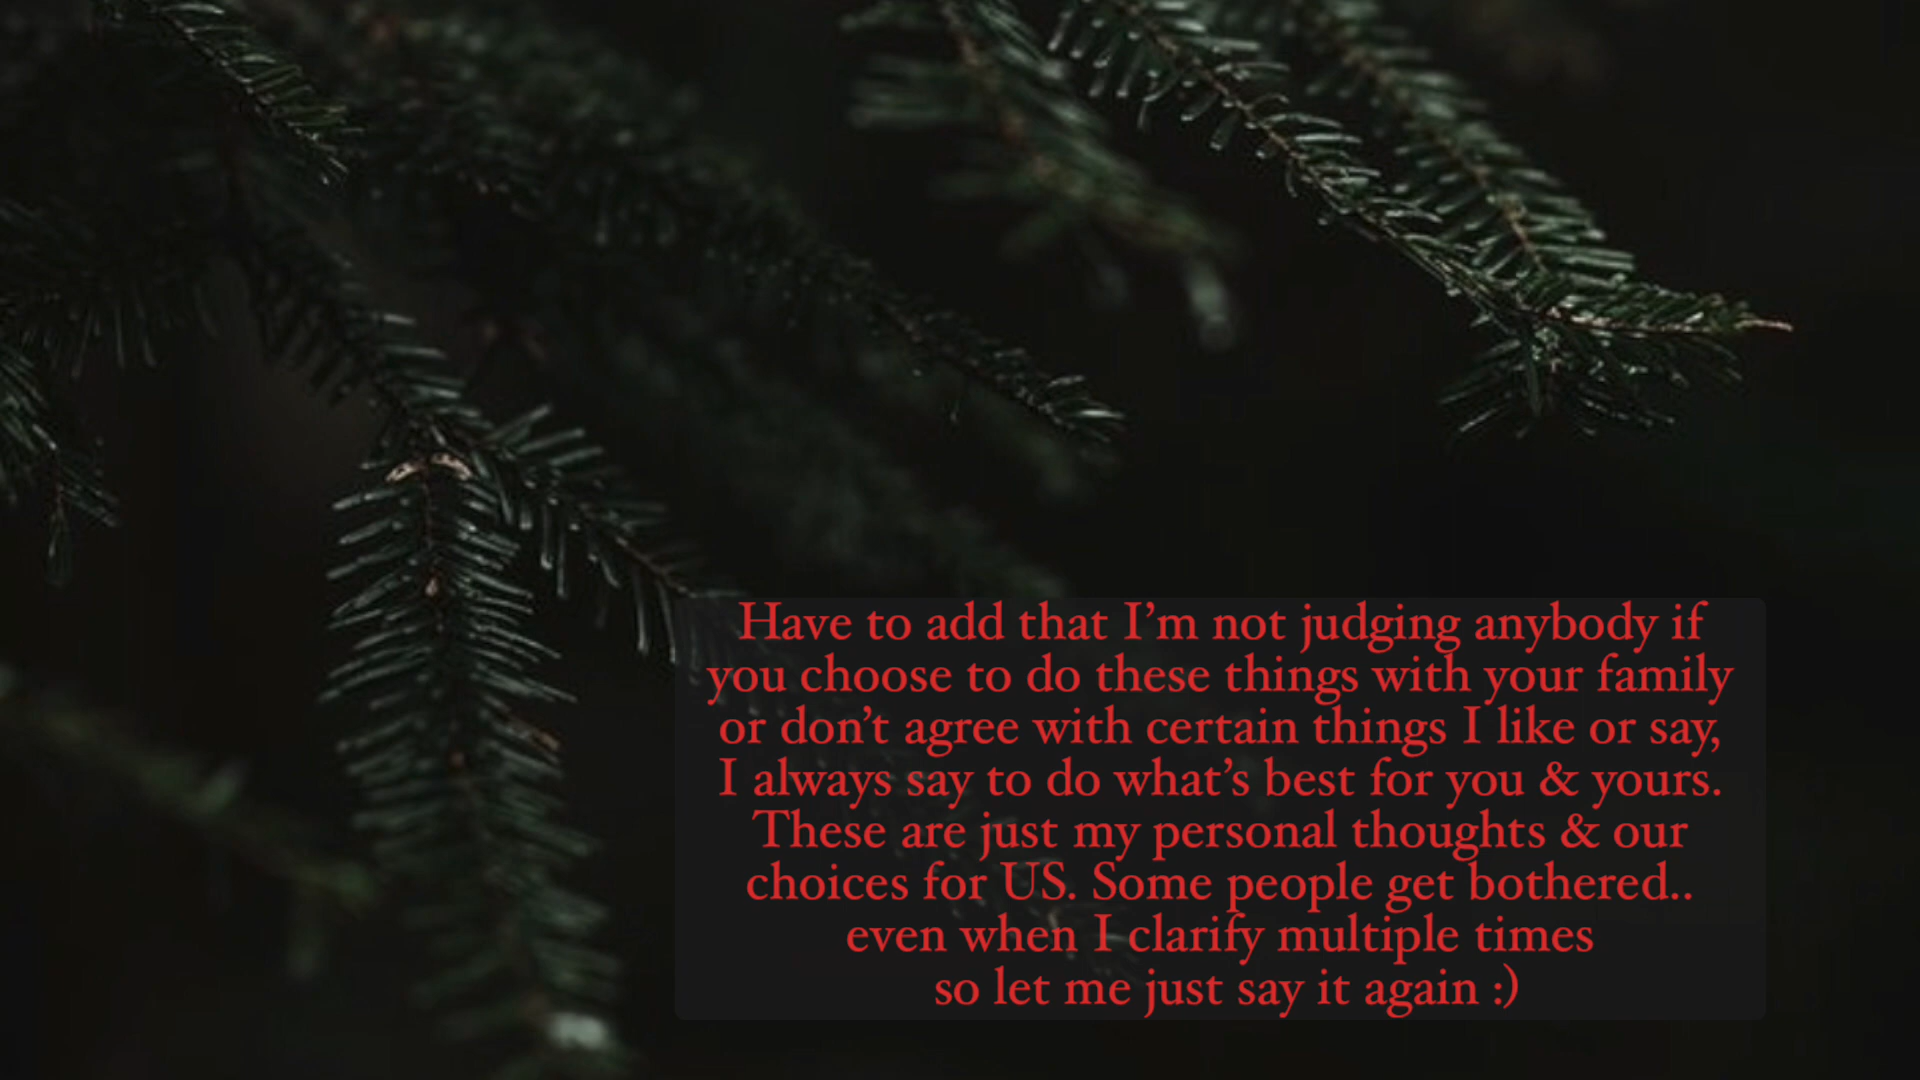 Have to add that I’m not judging anybody if
you choose to do these things with your family
or don’t agree with certain things I like or say,
I always say to do what’s best for you & yours.
These are just my personal thoughts & our
choices for US. Some people get bothered..
even when I clarify multiple times
so let me just say it again :)